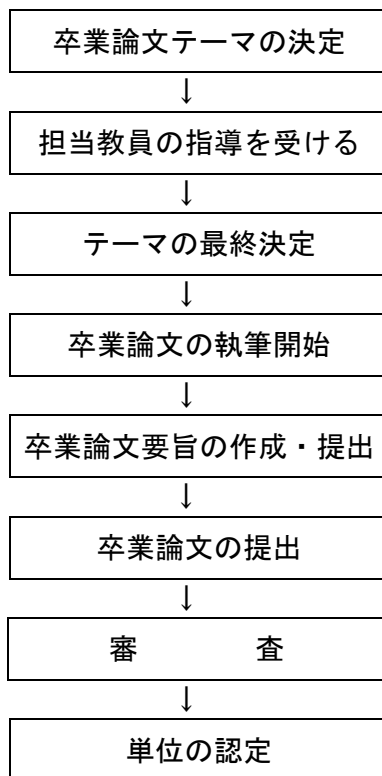 卒業論文テーマの決定
↓
担当教員の指導を受ける
↓
テーマの最終決定
↓
卒業論文の執筆開始
↓
卒業論文要旨の作成・提出
↓
卒業論文の提出
↓
審　　　査
↓
単位の認定